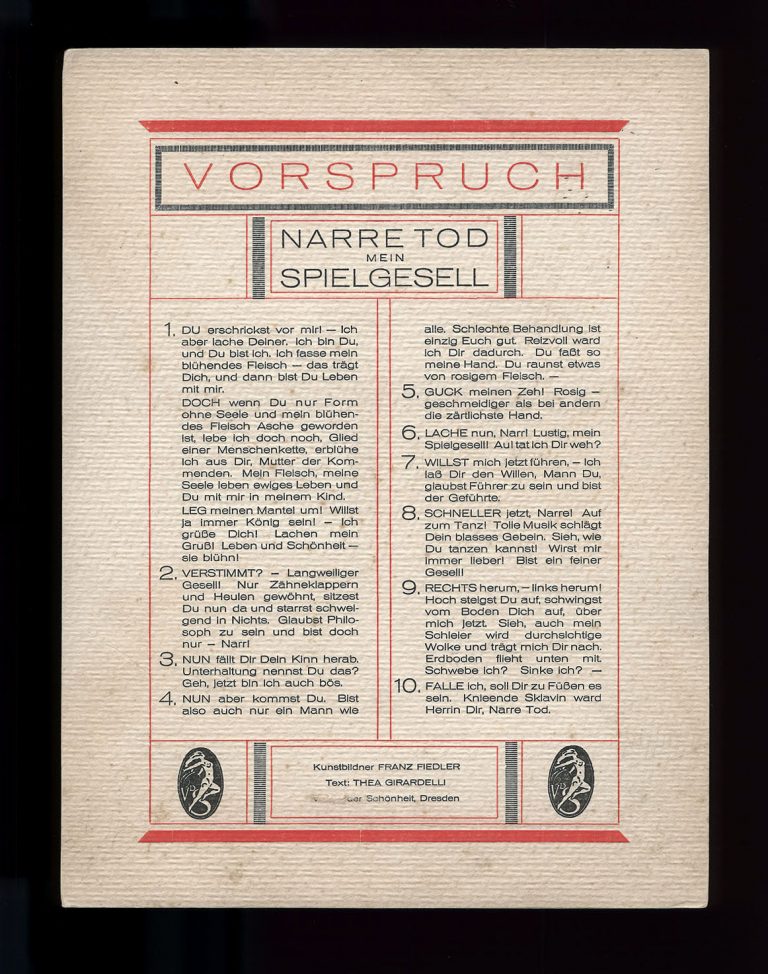 VORSPRUCH
NARRE TOD
MEIN
SPIELGESELL
1. DU erschrickst vor mir! — Ich
aber lache Deiner. Ich bin Du,
und Du bist ich. Ich fasse mein
blühendes Fleisch — das trägt
Dich, und dann bist Du Leben
mit mir.
DOCH wenn Du nur Form
ohne Seele und mein blühen-
des Fleisch Asche geworden
ist, lebe ich doch noch, Glied
einer Menschenkette, erblühe
ich aus Dir, Mutter der Kom-
menden. Mein Fleisch, meine
Seele leben ewiges Leben und
Du mit mir in meinem Kind.
LEG meinen Mantel um! Willst
ja immer König sein! — Ich
grüße Dich! Lachen mein
Gruß! Leben und Schönheit —
sie blühn!
2. VERSTIMMT? — Langweiliger
Gesell! Nur Zähneklappern
und Heulen gewöhnt, sitzest
Du nun da und starrst schwei-
gend in Nichts. Glaubst Philo-
soph zu sein und bist doch
nur — Narr!
3. NUN fällt Dir Dein Kinn herab.
Unterhaltung nennst Du das?
Geh, jetzt bin ich auch bös.
4. NUN aber kommst Du. Bist
also auch nur ein Mann wie
alle. Schlechte Behandlung ist
einzig Euch gut. Reizvoll ward
ich Dir dadurch. Du faßt so
meine Hand. Du raunst etwas
von rosigem Fleisch. —
5. GUCK meinen Zeh! Rosig —
geschmeidiger als bei andern
die zärtlichste Hand.
6. LACHE nun, Narr! Lustig, mein
Spielgesell! Au! tat ich Dir weh?
7. WILLST mich jetzt führen, — Ich
laß Dir den Willen, Mann Du,
glaubst Führer zu sein und bist
der Geführte.
8. SCHNELLER jetzt, Narre! Auf
zum Tanz! Tolle Musik schlägt
Dein blasses Gebein. Sieh, wie
Du tanzen kannst! Wirst mir
immer lieber! Bist ein feiner
Gesell!
9. RECHTS herum, — links herum!
Hoch steigst Du auf, schwingst
vom Boden Dich auf, über
mich jetzt. Sieh, auch mein
Schleier wird durchsichtige
Wolke und trägt mich Dir nach.
Erdboden flieht unten mit.
Schwebe ich? Sinke ich? —
10. FALLE ich, soll Dir zu Füßen es
sein. Knieende Sklavin ward
Herrin Dir, Narre Tod.
Kunstbildner FRANZ FIEDLER
Text: THEA GIRARDELLI
der Schönheit, Dresden